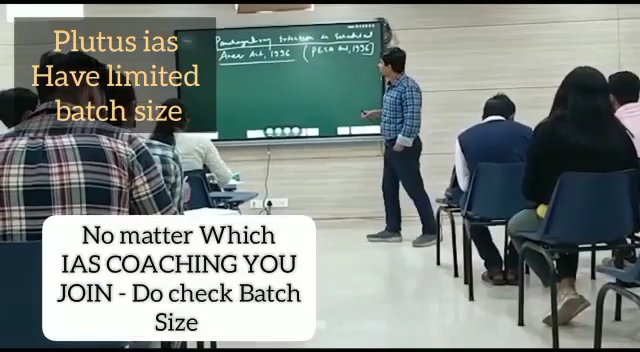 Plutus ias
Have limited
batch size
Area Act, 1996 (PESA Act, 1996)
No matter Which
IAS COACHING YOU
JOIN - Do check Batch
Size